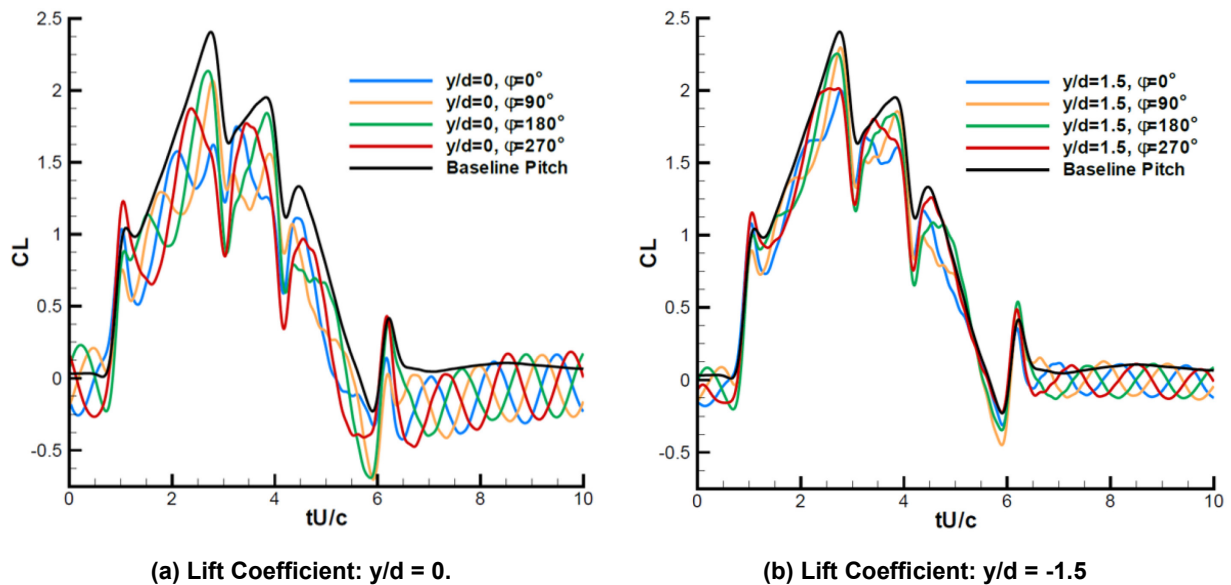 2.5
2
1.5
1
0.5
0
-0.5
CL
0 2 4 6 8 10
tU/c
y/d=0, φ=0°
y/d=0, φ=90°
y/d=0, φ=180°
y/d=0, φ=270°
Baseline Pitch
(a) Lift Coefficient: y/d = 0.
2.5
2
1.5
1
0.5
0
-0.5
CL
0 2 4 6 8 10
tU/c
y/d=1.5, φ=0°
y/d=1.5, φ=90°
y/d=1.5, φ=180°
y/d=1.5, φ=270°
Baseline Pitch
(b) Lift Coefficient: y/d = -1.5